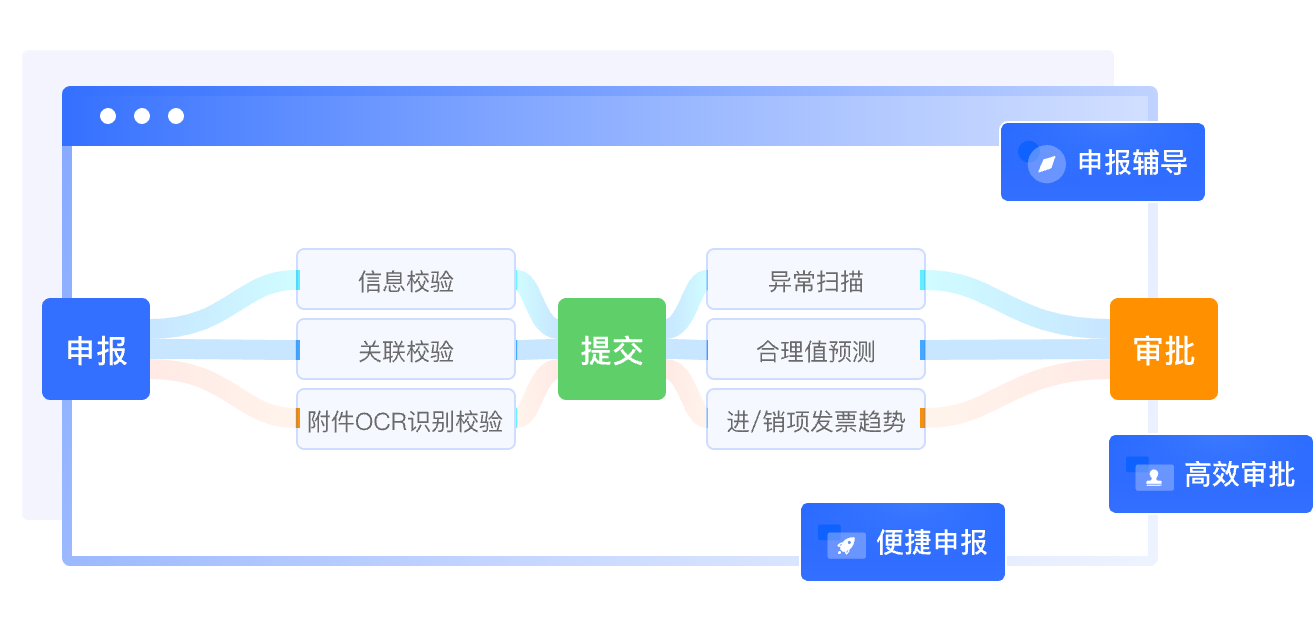 申报辅导
信息校验
异常扫描
申报
关联校验
提交
合理值预测
审批
附件OCR识别校验
进/销项发票趋势
高效审批
便捷申报